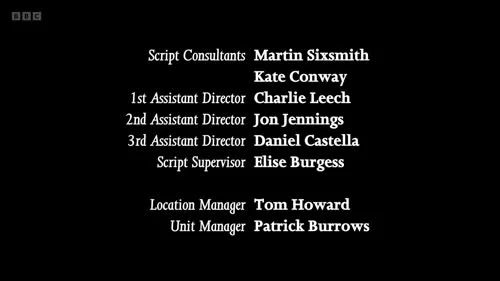 BBC
Script Consultants Martin Sixsmith
Kate Conway
1st Assistant Director Charlie Leech
2nd Assistant Director Jon Jennings
3rd Assistant Director Daniel Castella
Script Supervisor Elise Burgess
Location Manager Tom Howard
Unit Manager Patrick Burrows